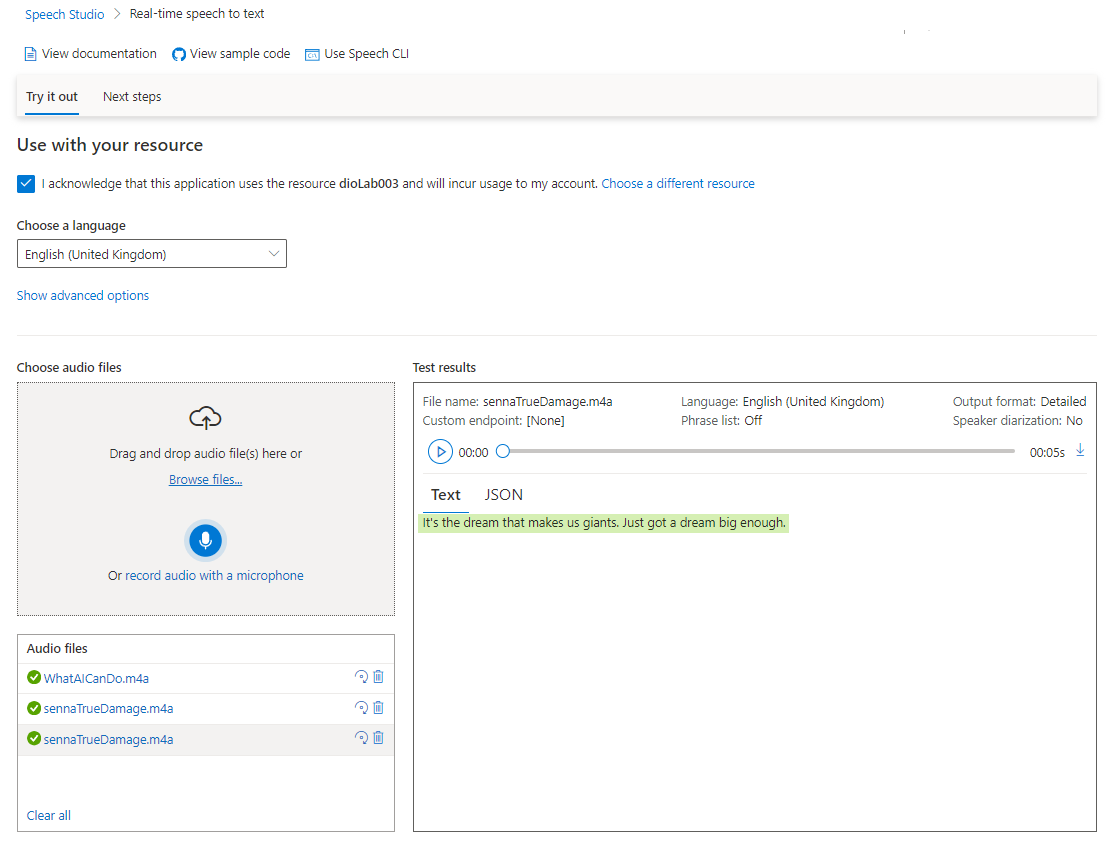 Speech Studio > Real-time speech to text
View documentation View sample code Use Speech CLI
Try it out Next steps
Use with your resource
I acknowledge that this application uses the resource dioLab003 and will incur usage to my account. Choose a different resource
Choose a language
English (United Kingdom)
Show advanced options
Choose audio files
Drag and drop audio file(s) here or
Browse files...
Or record audio with a microphone
Audio files
WhatAICanDo.m4a
sennaTrueDamage.m4a
sennaTrueDamage.m4a
Clear all
Test results
File name: sennaTrueDamage.m4a Language: English (United Kingdom) Output format: Detailed
Custom endpoint: [None] Phrase list: Off Speaker diarization: No
00:00 00:05s
Text JSON
It's the dream that makes us giants. Just got a dream big enough.